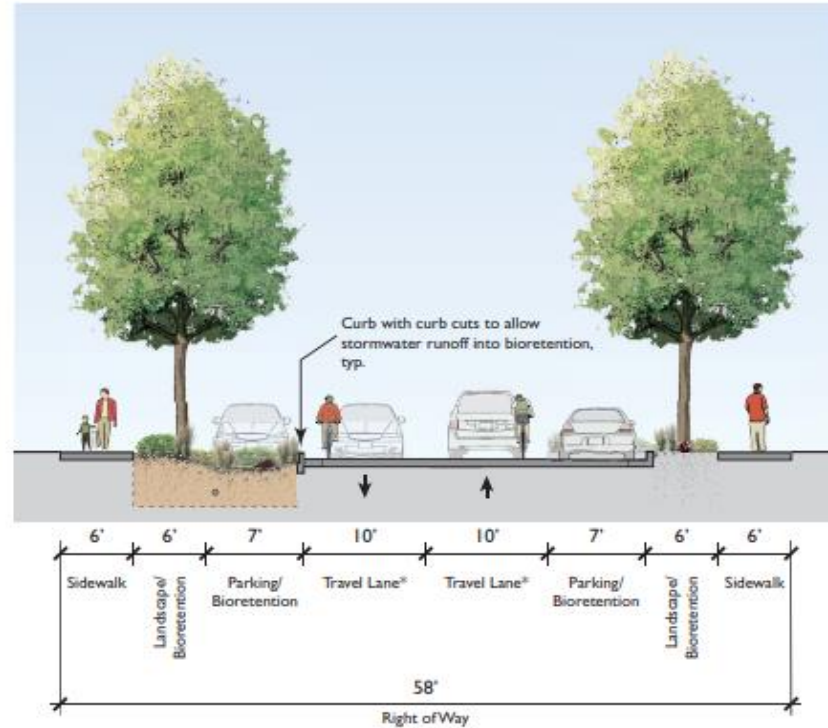 Curb with curb cuts to allow
stormwater runoff into bioretention,
typ.
6' 6' 7' 10' 10' 7' 6' 6'
Sidewalk
Landscape/
Bioretention
Parking/
Bioretention
Travel Lane*
Travel Lane*
Parking/
Bioretention
Landscape/
Bioretention
Sidewalk
58'
Right of Way